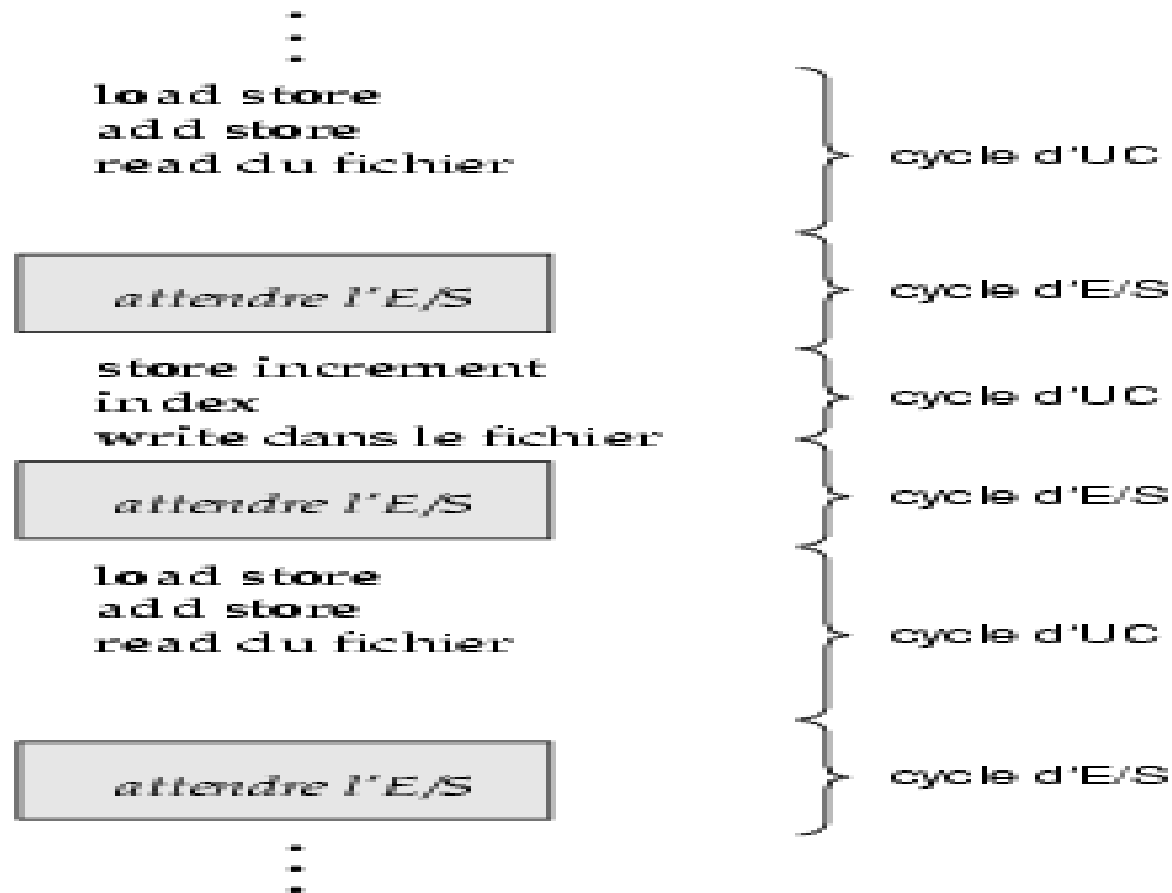 load store
add store
read du fichier
cycle d'UC
attendre l'E/S
cycle d'E/S
store increment
index
write dans le fichier
cycle d'UC
attendre l'E/S
cycle d'E/S
load store
add store
read du fichier
cycle d'UC
attendre l'E/S
cycle d'E/S